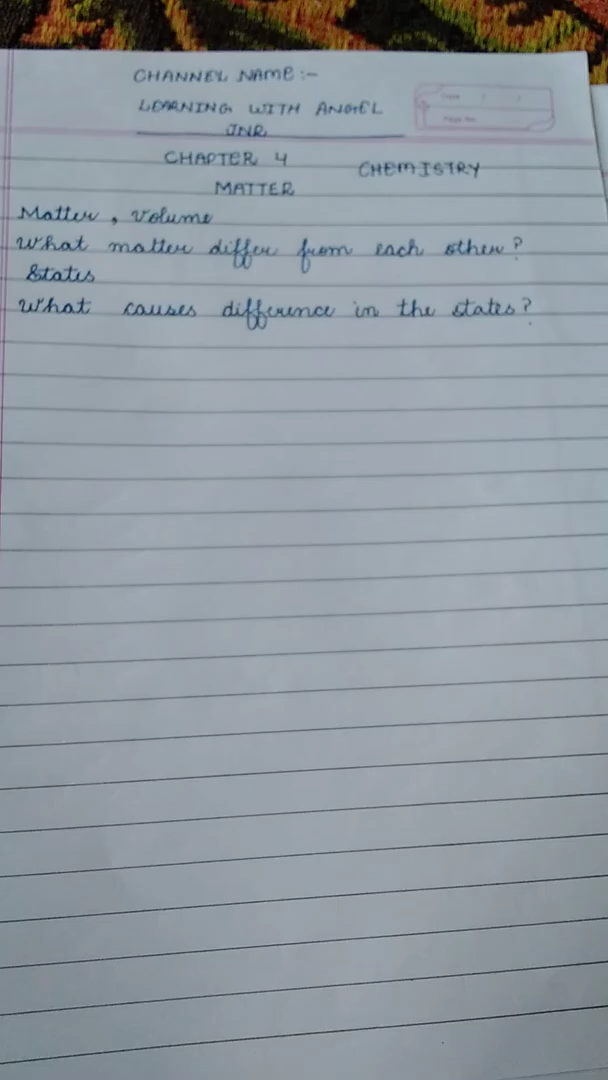 CHANNEL NAME :-
LEARNING WITH ANGEL
JNR
CHAPTER 4 CHEMISTRY
MATTER
Matter , Volume
What matter differ from each other?
States
What causes difference in the states?